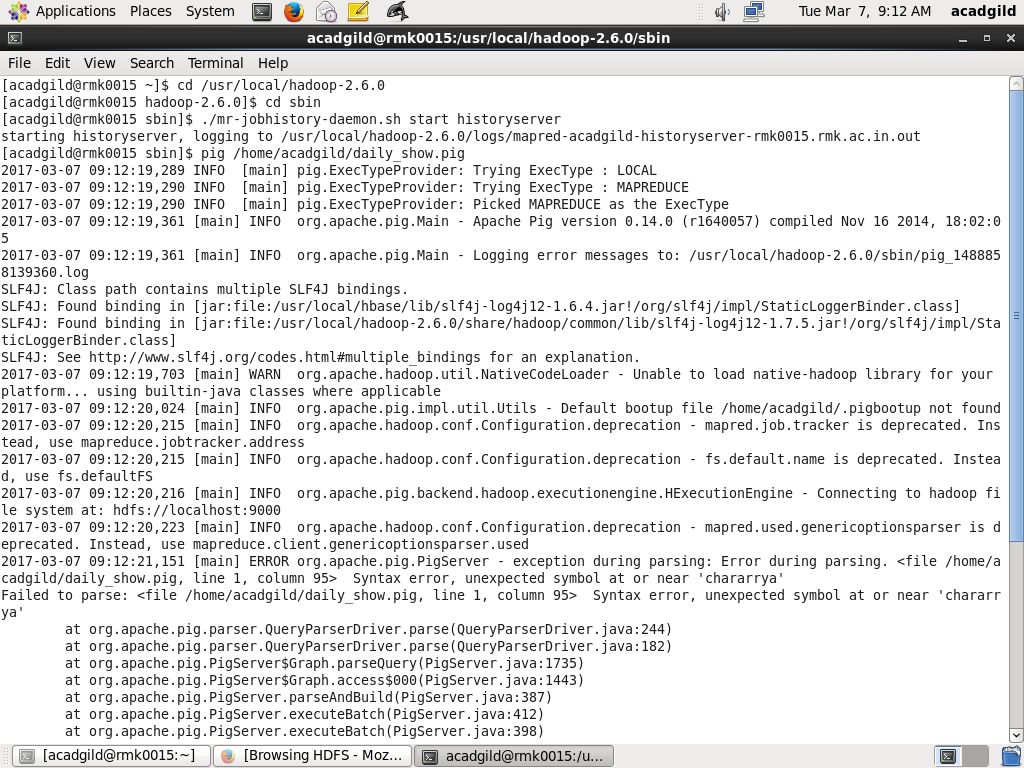 Applications Places System Tue Mar 7, 9:12 AM acadgild
acadgild@rmk0015:/usr/local/hadoop-2.6.0/sbin
File Edit View Search Terminal Help
[acadgild@rmk0015 ~]$ cd /usr/local/hadoop-2.6.0
[acadgild@rmk0015 hadoop-2.6.0]$ cd sbin
[acadgild@rmk0015 sbin]$ ./mr-jobhistory-daemon.sh start historyserver
starting historyserver, logging to /usr/local/hadoop-2.6.0/logs/mapred-acadgild-historyserver-rmk0015.rmk.ac.in.out
[acadgild@rmk0015 sbin]$ pig /home/acadgild/daily_show.pig
2017-03-07 09:12:19,289 INFO  [main] pig.ExecTypeProvider: Trying ExecType : LOCAL
2017-03-07 09:12:19,290 INFO  [main] pig.ExecTypeProvider: Trying ExecType : MAPREDUCE
2017-03-07 09:12:19,290 INFO  [main] pig.ExecTypeProvider: Picked MAPREDUCE as the ExecType
2017-03-07 09:12:19,361 [main] INFO  org.apache.pig.Main - Apache Pig version 0.14.0 (r1640057) compiled Nov 16 2014, 18:02:0
5
2017-03-07 09:12:19,361 [main] INFO  org.apache.pig.Main - Logging error messages to: /usr/local/hadoop-2.6.0/sbin/pig_148885
8139360.log
SLF4J: Class path contains multiple SLF4J bindings.
SLF4J: Found binding in [jar:file:/usr/local/hbase/lib/slf4j-log4j12-1.6.4.jar!/org/slf4j/impl/StaticLoggerBinder.class]
SLF4J: Found binding in [jar:file:/usr/local/hadoop-2.6.0/share/hadoop/common/lib/slf4j-log4j12-1.7.5.jar!/org/slf4j/impl/Sta
ticLoggerBinder.class]
SLF4J: See http://www.slf4j.org/codes.html#multiple_bindings for an explanation.
2017-03-07 09:12:19,703 [main] WARN  org.apache.hadoop.util.NativeCodeLoader - Unable to load native-hadoop library for your
platform... using builtin-java classes where applicable
2017-03-07 09:12:20,024 [main] INFO  org.apache.pig.impl.util.Utils - Default bootup file /home/acadgild/.pigbootup not found
2017-03-07 09:12:20,215 [main] INFO  org.apache.hadoop.conf.Configuration.deprecation - mapred.job.tracker is deprecated. Ins
tead, use mapreduce.jobtracker.address
2017-03-07 09:12:20,215 [main] INFO  org.apache.hadoop.conf.Configuration.deprecation - fs.default.name is deprecated. Instea
d, use fs.defaultFS
2017-03-07 09:12:20,216 [main] INFO  org.apache.pig.backend.hadoop.executionengine.HExecutionEngine - Connecting to hadoop fi
le system at: hdfs://localhost:9000
2017-03-07 09:12:20,223 [main] INFO  org.apache.hadoop.conf.Configuration.deprecation - mapred.used.genericoptionsparser is d
eprecated. Instead, use mapreduce.client.genericoptionsparser.used
2017-03-07 09:12:21,151 [main] ERROR org.apache.pig.PigServer - exception during parsing: Error during parsing. <file /home/a
cadgild/daily_show.pig, line 1, column 95>  Syntax error, unexpected symbol at or near 'chararrya'
Failed to parse: <file /home/acadgild/daily_show.pig, line 1, column 95>  Syntax error, unexpected symbol at or near 'chararr
ya'
at org.apache.pig.parser.QueryParserDriver.parse(QueryParserDriver.java:244)
at org.apache.pig.parser.QueryParserDriver.parse(QueryParserDriver.java:182)
at org.apache.pig.PigServer$Graph.parseQuery(PigServer.java:1735)
at org.apache.pig.PigServer$Graph.access$000(PigServer.java:1443)
at org.apache.pig.PigServer.parseAndBuild(PigServer.java:387)
at org.apache.pig.PigServer.executeBatch(PigServer.java:412)
at org.apache.pig.PigServer.executeBatch(PigServer.java:398)
[acadgild@rmk0015:~] [Browsing HDFS - Moz... acadgild@rmk0015:/u...